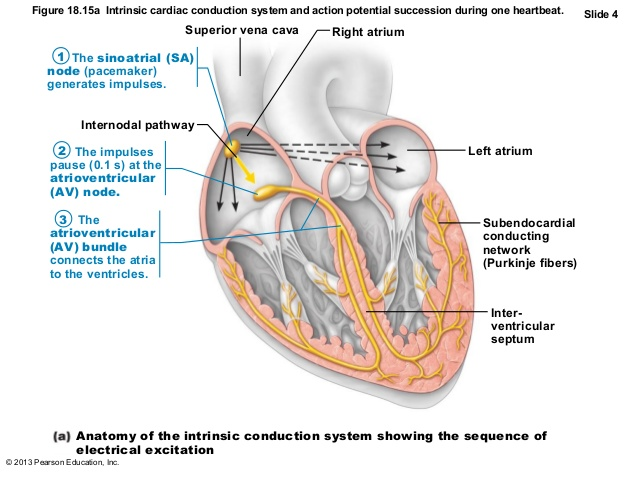 Figure 18.15a  Intrinsic cardiac conduction system and action potential succession during one heartbeat.
Slide 4
Superior vena cava
Right atrium
1 The sinoatrial (SA)
node (pacemaker)
generates impulses.
Internodal pathway
2 The impulses
pause (0.1 s) at the
atrioventricular
(AV) node.
Left atrium
3 The
atrioventricular
(AV) bundle
connects the atria
to the ventricles.
Subendocardial
conducting
network
(Purkinje fibers)
Inter-
ventricular
septum
(a) Anatomy of the intrinsic conduction system showing the sequence of
electrical excitation
© 2013 Pearson Education, Inc.